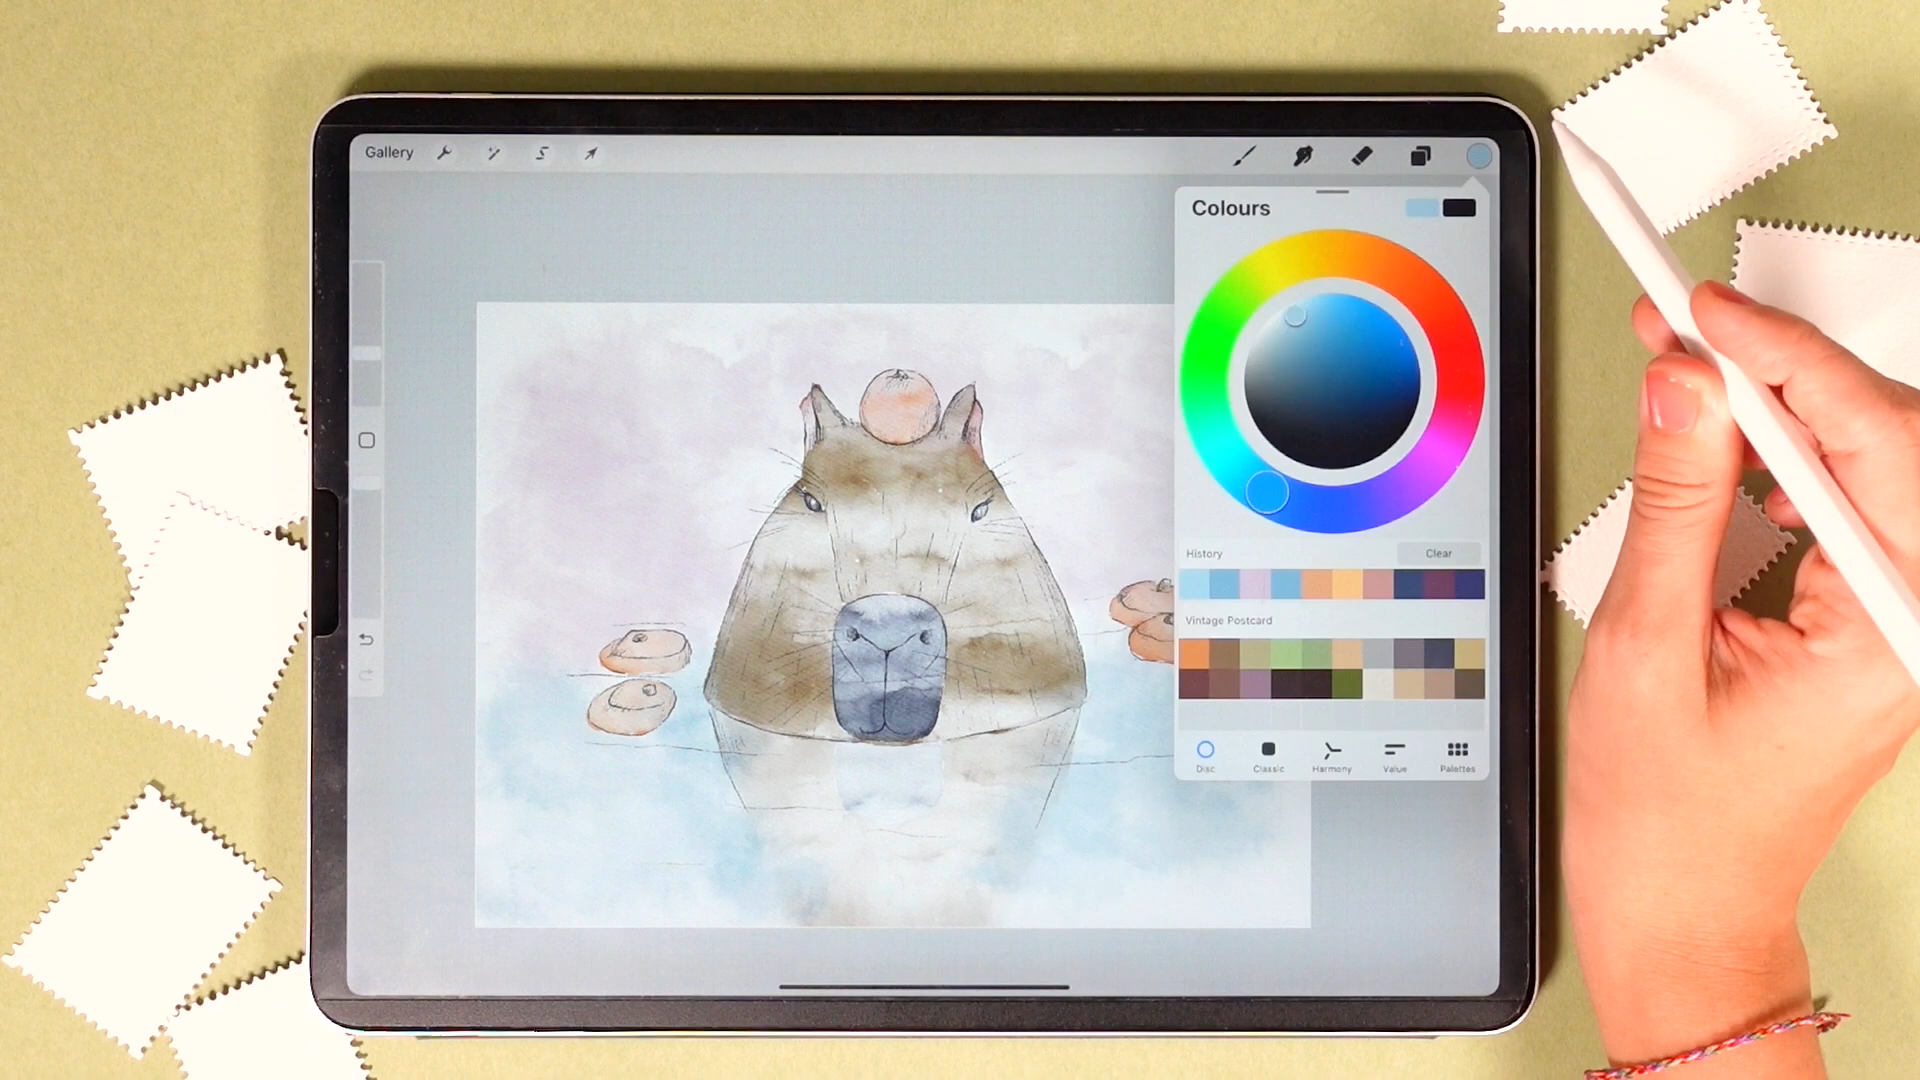 Gallery
Colours
History
Clear
Vintage Postcard
Disc
Classic
Harmony
Value
Palettes